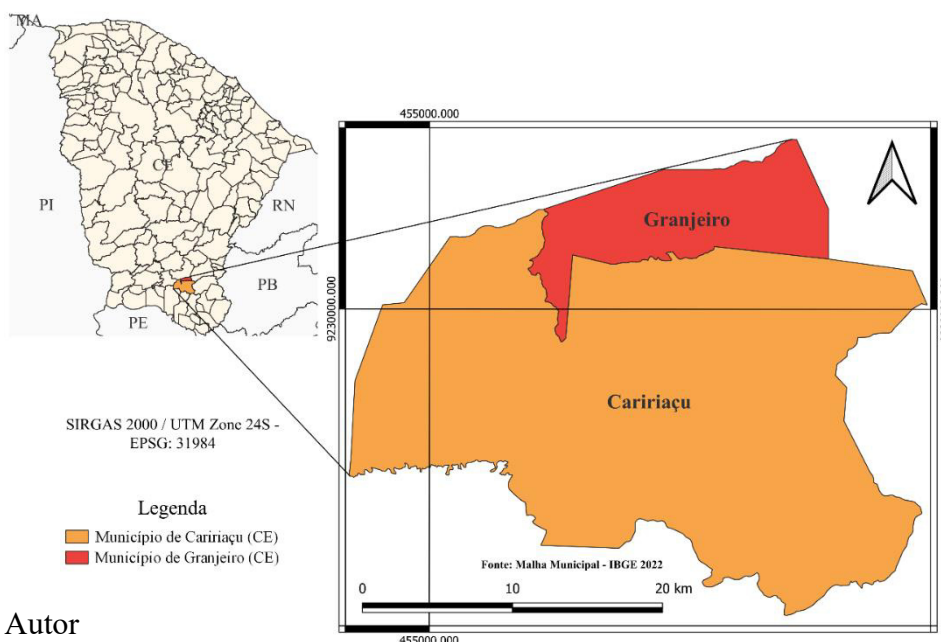 MA
CE
PI
RN
PB
PE
455000.000
Granjeiro
9230000.000
Caririaçu
SIRGAS 2000 / UTM Zone 24S -
EPSG: 31984
Legenda
Município de Caririaçu (CE)
Município de Granjeiro (CE)
Fonte: Malha Municipal - IBGE 2022
0 10 20 km
455000.000
Autor